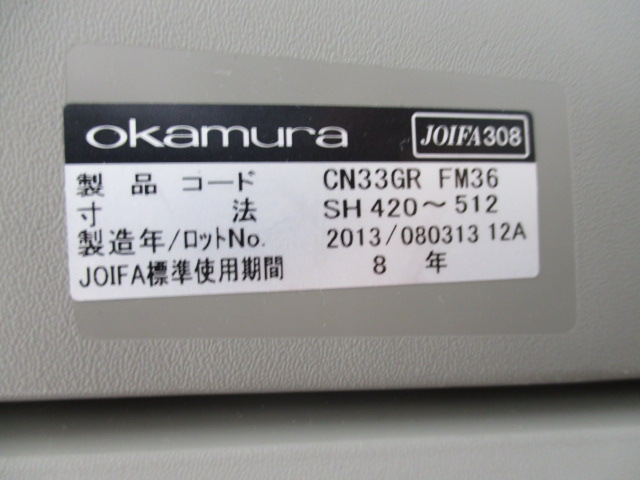 okamura JOIFA308
製品コード CN33GR FM36
寸法 SH 420～512
製造年/ロットNo. 2013/080313 12A
JOIFA標準使用期間 8 年